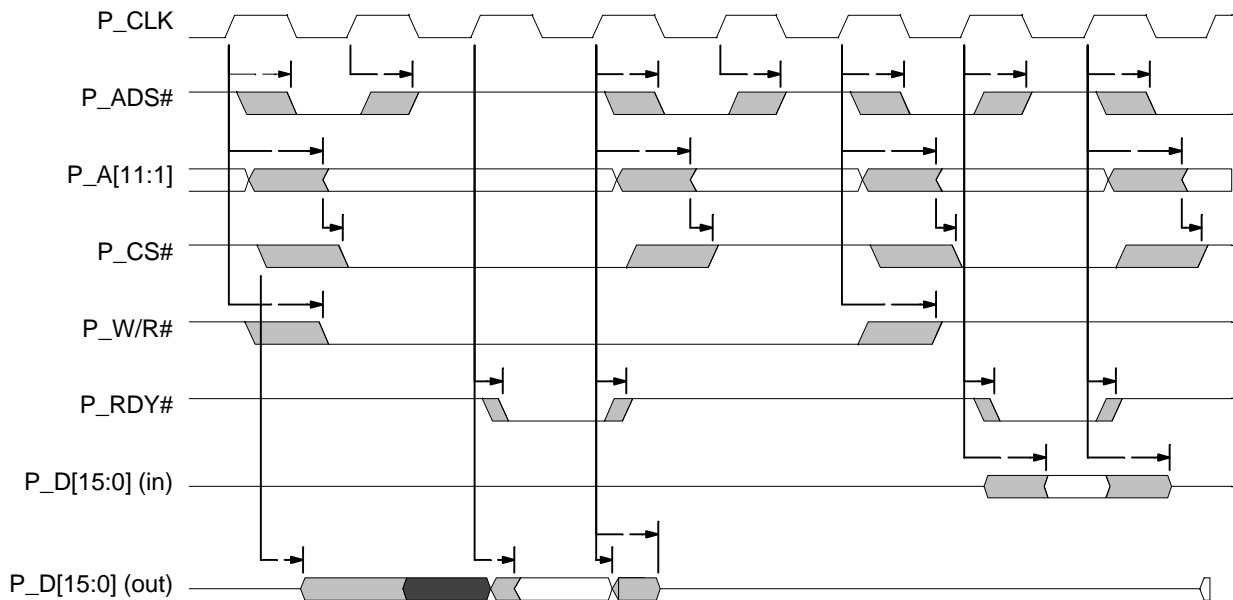 P_CLK
P_ADS#
P_A[11:1]
P_CS#
P_W/R#
P_RDY#
P_D[15:0] (in)
P_D[15:0] (out)